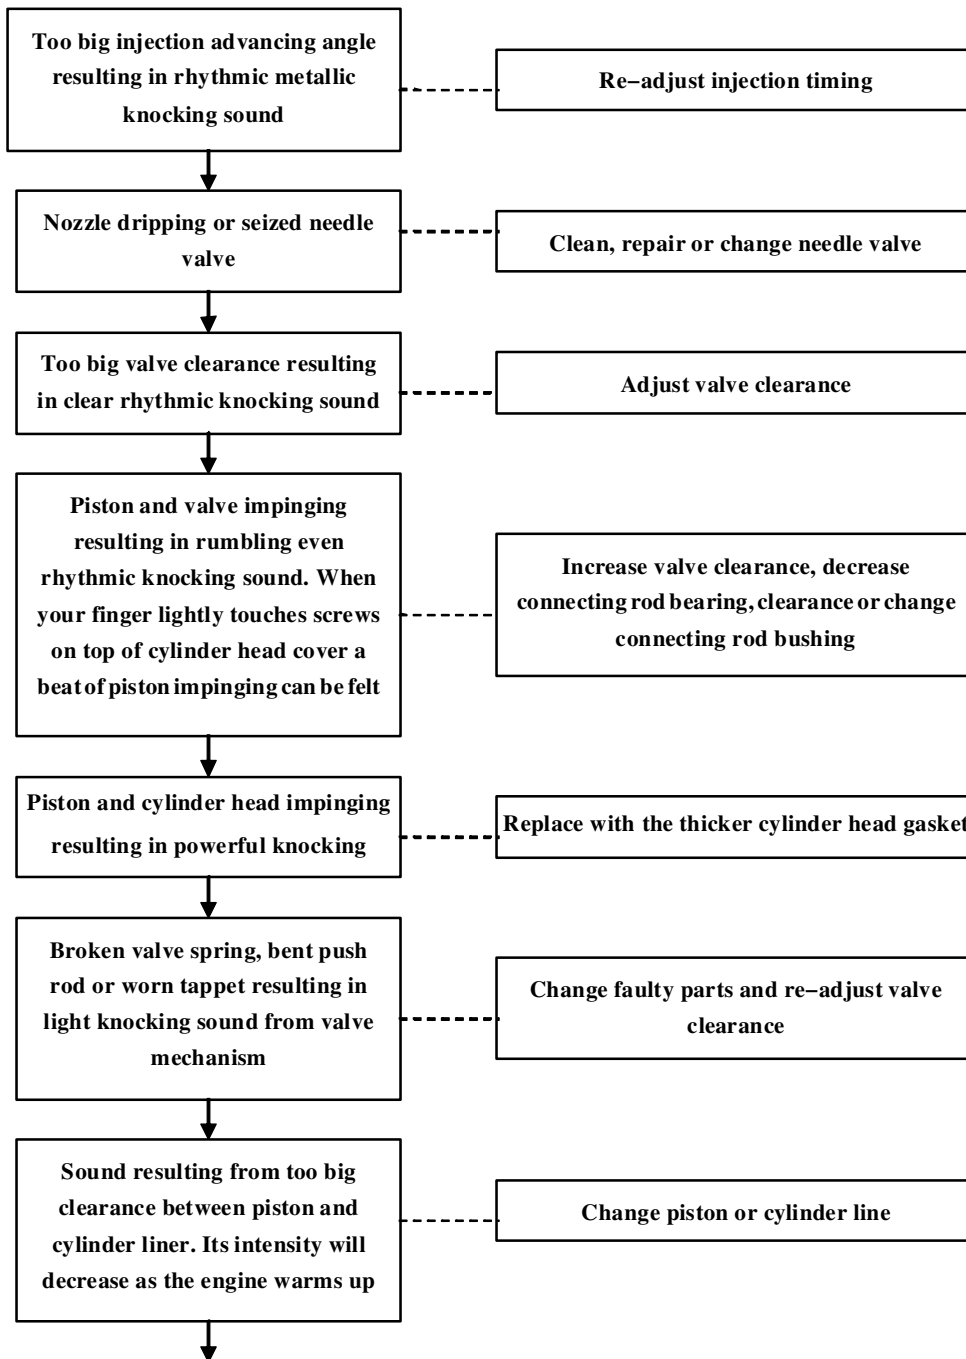 Too big injection advancing angle
resulting in rhythmic metallic
knocking sound
Re-adjust injection timing
Nozzle dripping or seized needle
valve
Clean, repair or change needle valve
Too big valve clearance resulting
in clear rhythmic knocking sound
Adjust valve clearance
Piston and valve impinging
resulting in rumbling even
rhythmic knocking sound. When
your finger lightly touches screws
on top of cylinder head cover a
beat of piston impinging can be felt
Increase valve clearance, decrease
connecting rod bearing, clearance or change
connecting rod bushing
Piston and cylinder head impinging
resulting in powerful knocking
Replace with the thicker cylinder head gasket
Broken valve spring, bent push
rod or worn tappet resulting in
light knocking sound from valve
mechanism
Change faulty parts and re-adjust valve
clearance
Sound resulting from too big
clearance between piston and
cylinder liner. Its intensity will
decrease as the engine warms up
Change piston or cylinder line